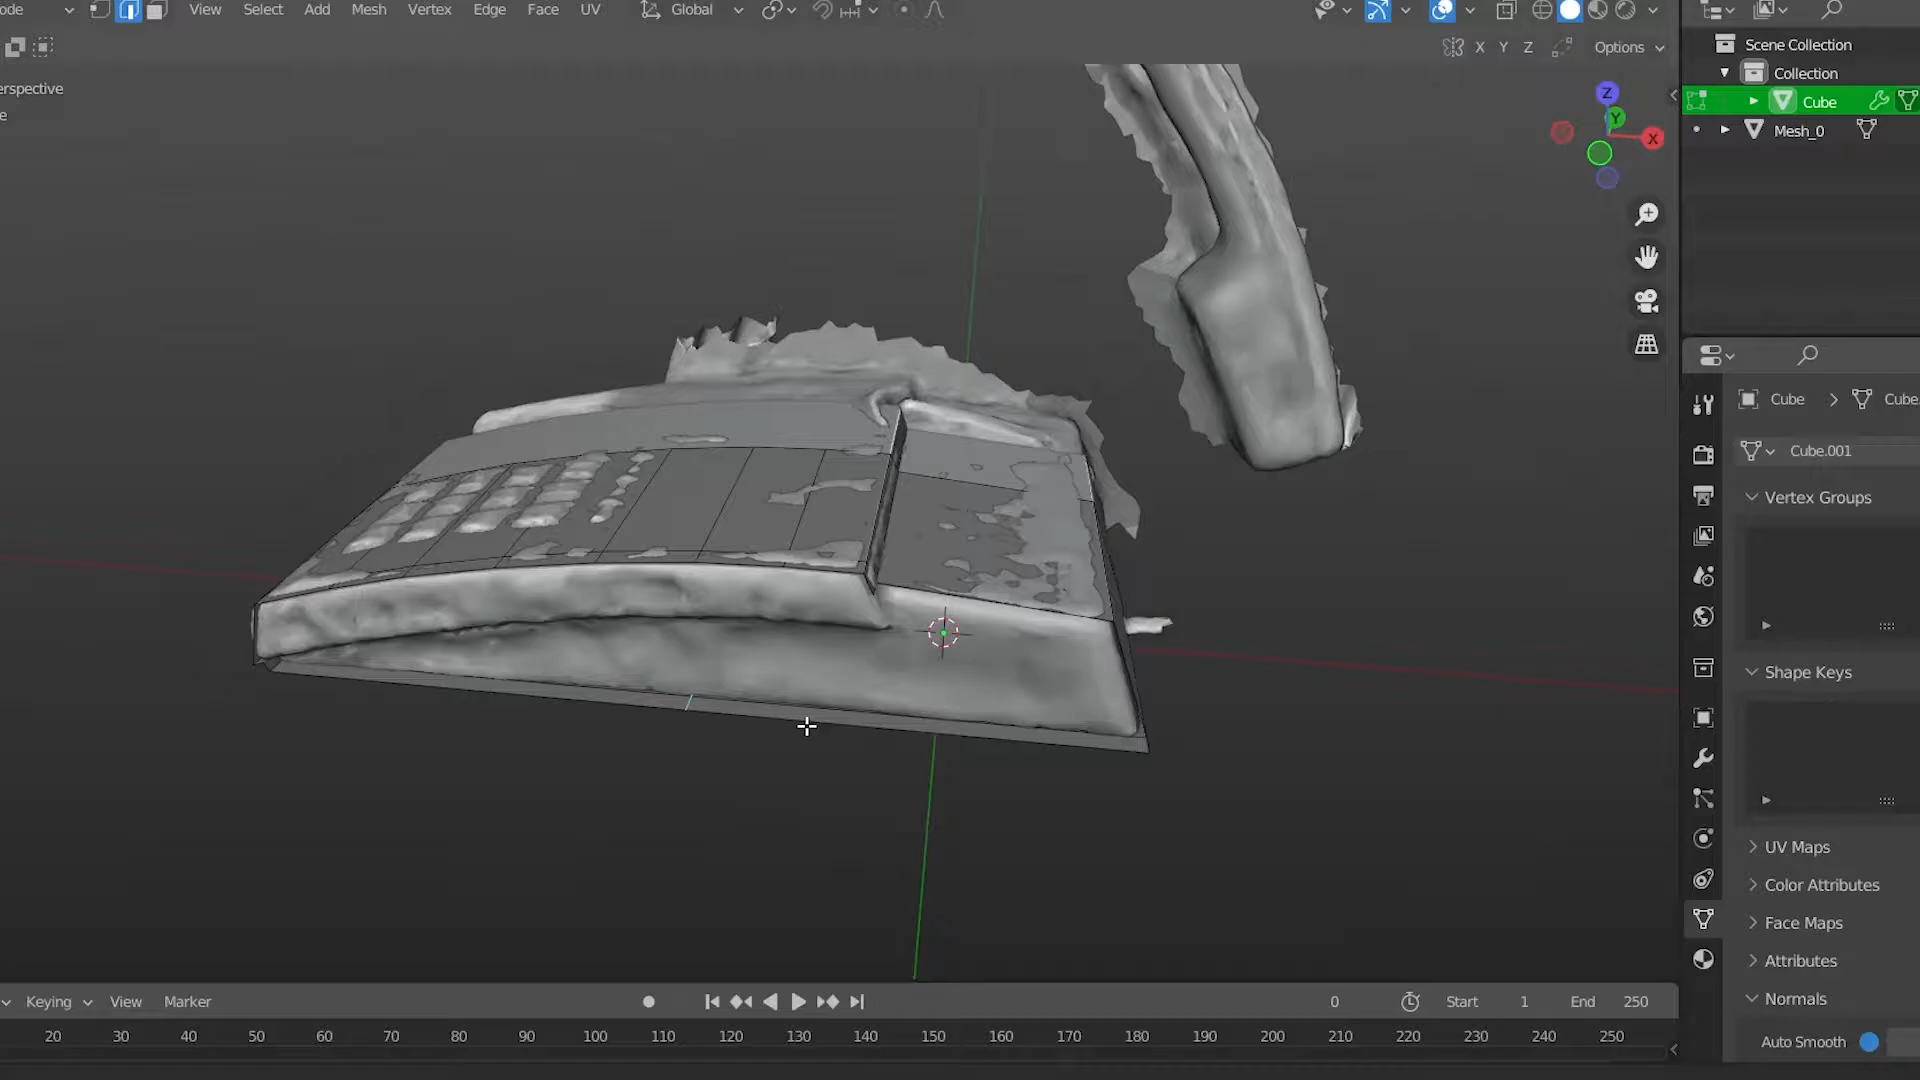 ode View Select Add Mesh Vertex Edge Face UV Global
X Y Z Options
erspective
e
Z
Y
X
Scene Collection
Collection
Cube
Mesh_0
Cube > Cube.
Cube.001
Vertex Groups
Shape Keys
UV Maps
Color Attributes
Face Maps
Attributes
Normals
Auto Smooth
Keying View Marker 0 Start 1 End 250
20 30 40 50 60 70 80 90 100 110 120 130 140 150 160 170 180 190 200 210 220 230 240 250